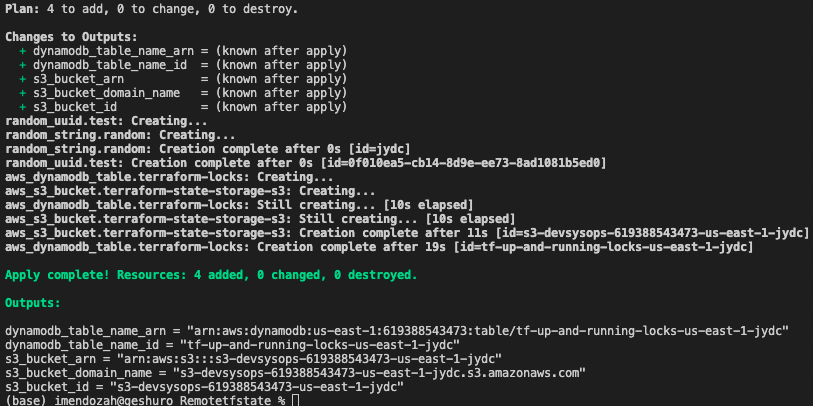 Plan: 4 to add, 0 to change, 0 to destroy.
Changes to Outputs:
+ dynamodb_table_name_arn = (known after apply)
+ dynamodb_table_name_id  = (known after apply)
+ s3_bucket_arn           = (known after apply)
+ s3_bucket_domain_name   = (known after apply)
+ s3_bucket_id            = (known after apply)
random_uuid.test: Creating...
random_string.random: Creating...
random_string.random: Creation complete after 0s [id=jydc]
random_uuid.test: Creation complete after 0s [id=0f010ea5-cb14-8d9e-ee73-8ad1081b5ed0]
aws_dynamodb_table.terraform-locks: Creating...
aws_s3_bucket.terraform-state-storage-s3: Creating...
aws_dynamodb_table.terraform-locks: Still creating... [10s elapsed]
aws_s3_bucket.terraform-state-storage-s3: Still creating... [10s elapsed]
aws_s3_bucket.terraform-state-storage-s3: Creation complete after 11s [id=s3-devsysops-619388543473-us-east-1-jydc]
aws_dynamodb_table.terraform-locks: Creation complete after 19s [id=tf-up-and-running-locks-us-east-1-jydc]
Apply complete! Resources: 4 added, 0 changed, 0 destroyed.
Outputs:
dynamodb_table_name_arn = "arn:aws:dynamodb:us-east-1:619388543473:table/tf-up-and-running-locks-us-east-1-jydc"
dynamodb_table_name_id = "tf-up-and-running-locks-us-east-1-jydc"
s3_bucket_arn = "arn:aws:s3:::s3-devsysops-619388543473-us-east-1-jydc"
s3_bucket_domain_name = "s3-devsysops-619388543473-us-east-1-jydc.s3.amazonaws.com"
s3_bucket_id = "s3-devsysops-619388543473-us-east-1-jydc"
(base) imendozah@geshuro Remotetfstate %